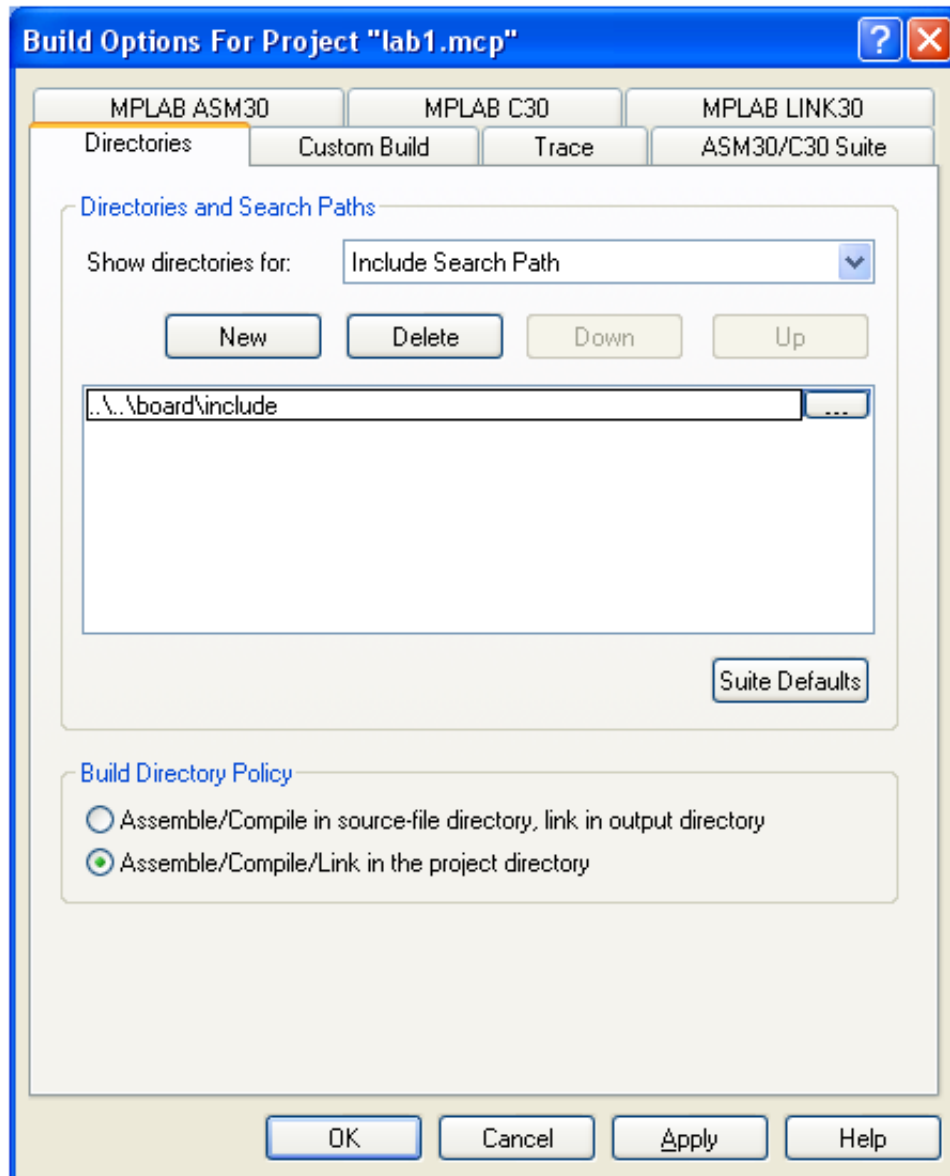 Build Options For Project "lab1.mcp"
MPLAB ASM30 MPLAB C30 MPLAB LINK30
Directories Custom Build Trace ASM30/C30 Suite
Directories and Search Paths
Show directories for: Include Search Path
New Delete Down Up
..\..\board\include ...
Suite Defaults
Build Directory Policy
Assemble/Compile in source-file directory, link in output directory
Assemble/Compile/Link in the project directory
OK Cancel Apply Help